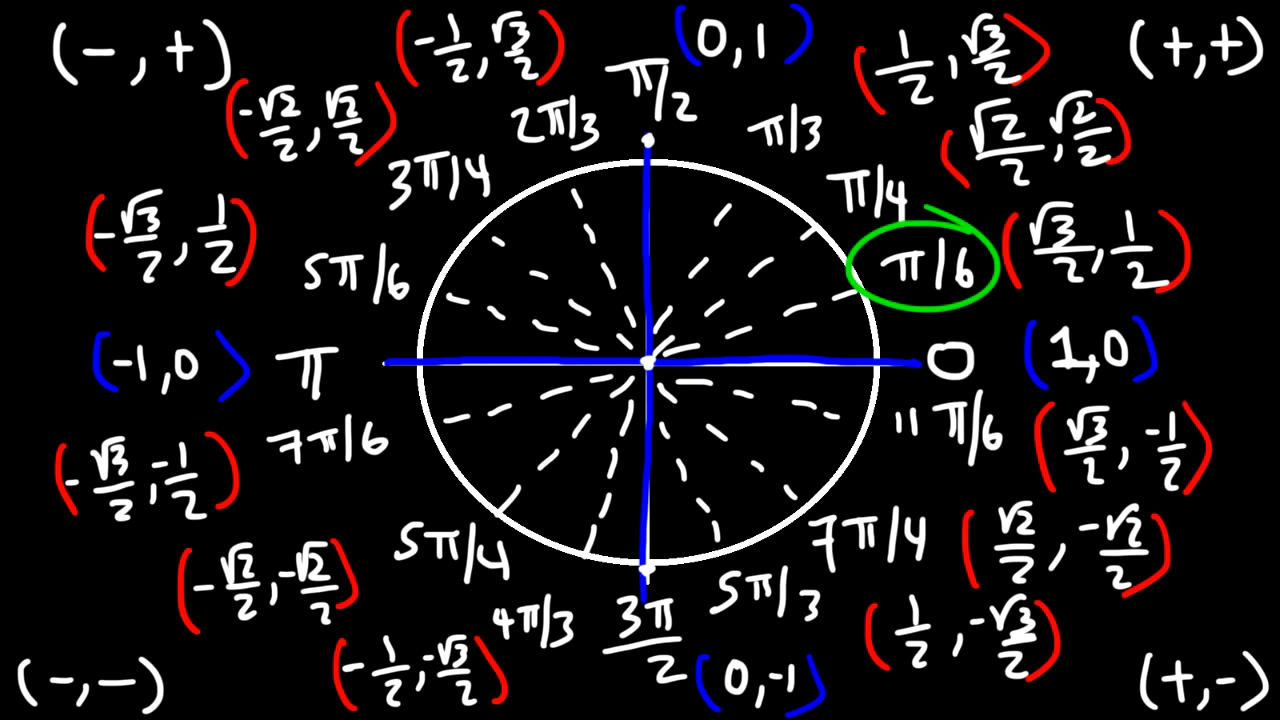 (-, +)
(-1/2, √3/2)
(0, 1)
(1/2, √3/2)
(+, +)
(-√2/2, √2/2)
2π/3
π/2
π/3
(√2/2, √2/2)
3π/4
π/4
(-√3/2, 1/2)
5π/6
π/6
(√3/2, 1/2)
(-1, 0)
π
0
(1, 0)
(-√3/2, -1/2)
7π/6
11π/6
(√3/2, -1/2)
(-√2/2, -√2/2)
5π/4
7π/4
(√2/2, -√2/2)
4π/3
3π/2
5π/3
(1/2, -√3/2)
(-, -)
(-1/2, -√3/2)
(0, -1)
(+, -)